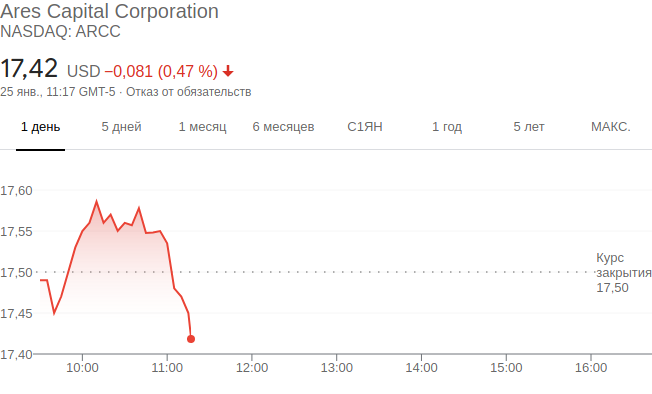 Ares Capital Corporation
NASDAQ: ARCC
17,42 USD −0,081 (0,47 %)
25 янв., 11:17 GMT-5 · Отказ от обязательств
1 день 5 дней 1 месяц 6 месяцев С1ЯН 1 год 5 лет МАКС.
17,60
17,55
17,50
17,45
17,40
Курс
закрытия
17,50
10:00 11:00 12:00 13:00 14:00 15:00 16:00